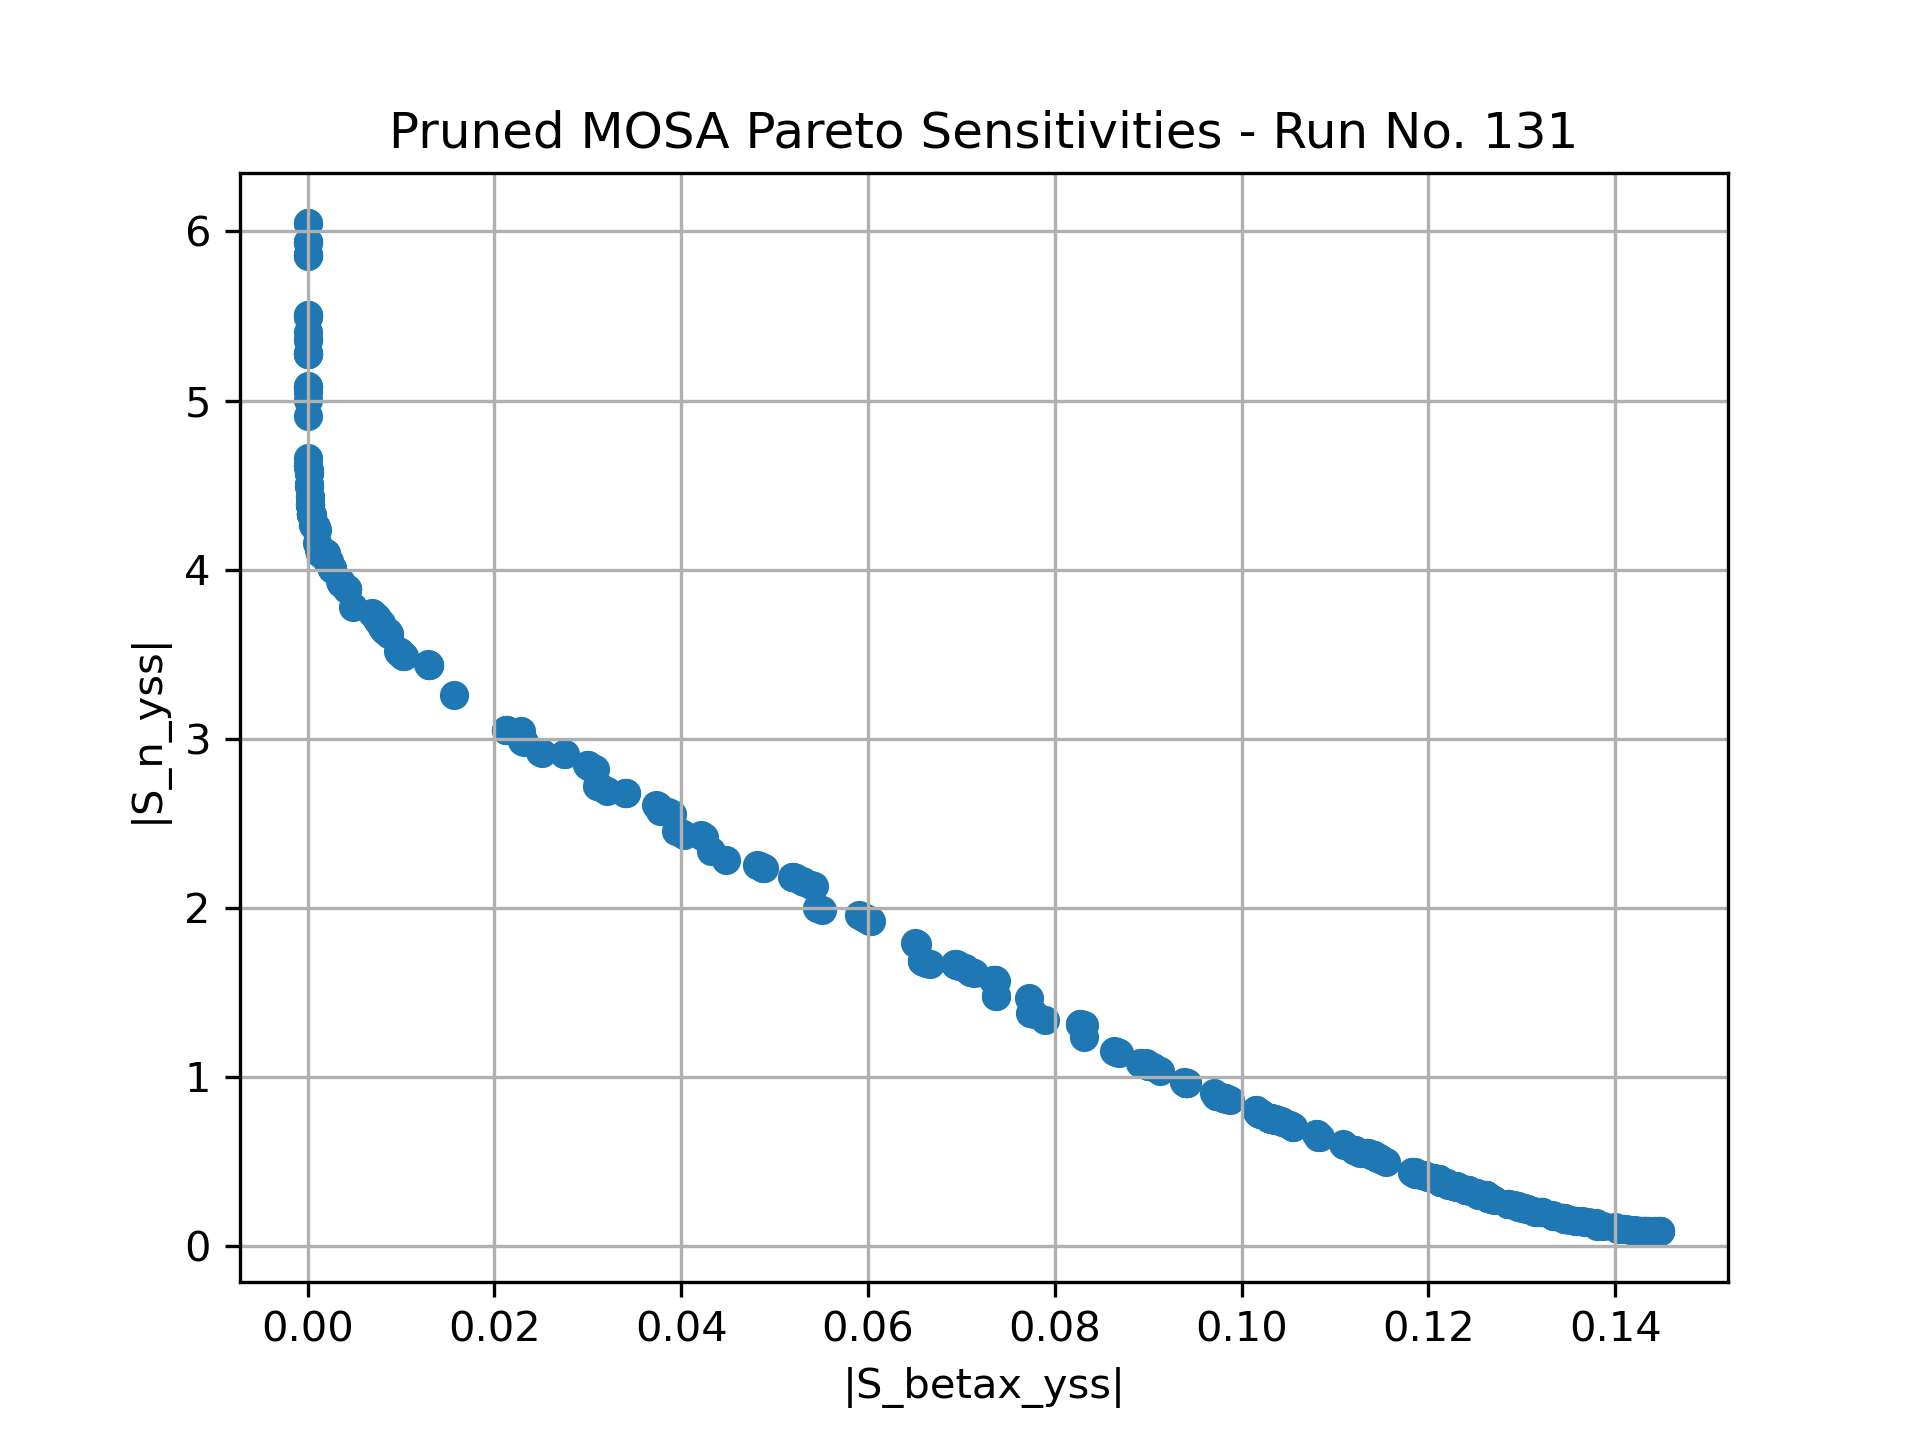 Pruned MOSA Pareto Sensitivities - Run No. 131
6
5
4
3
2
1
0
|S_n_yss|
0.00 0.02 0.04 0.06 0.08 0.10 0.12 0.14
|S_betax_yss|